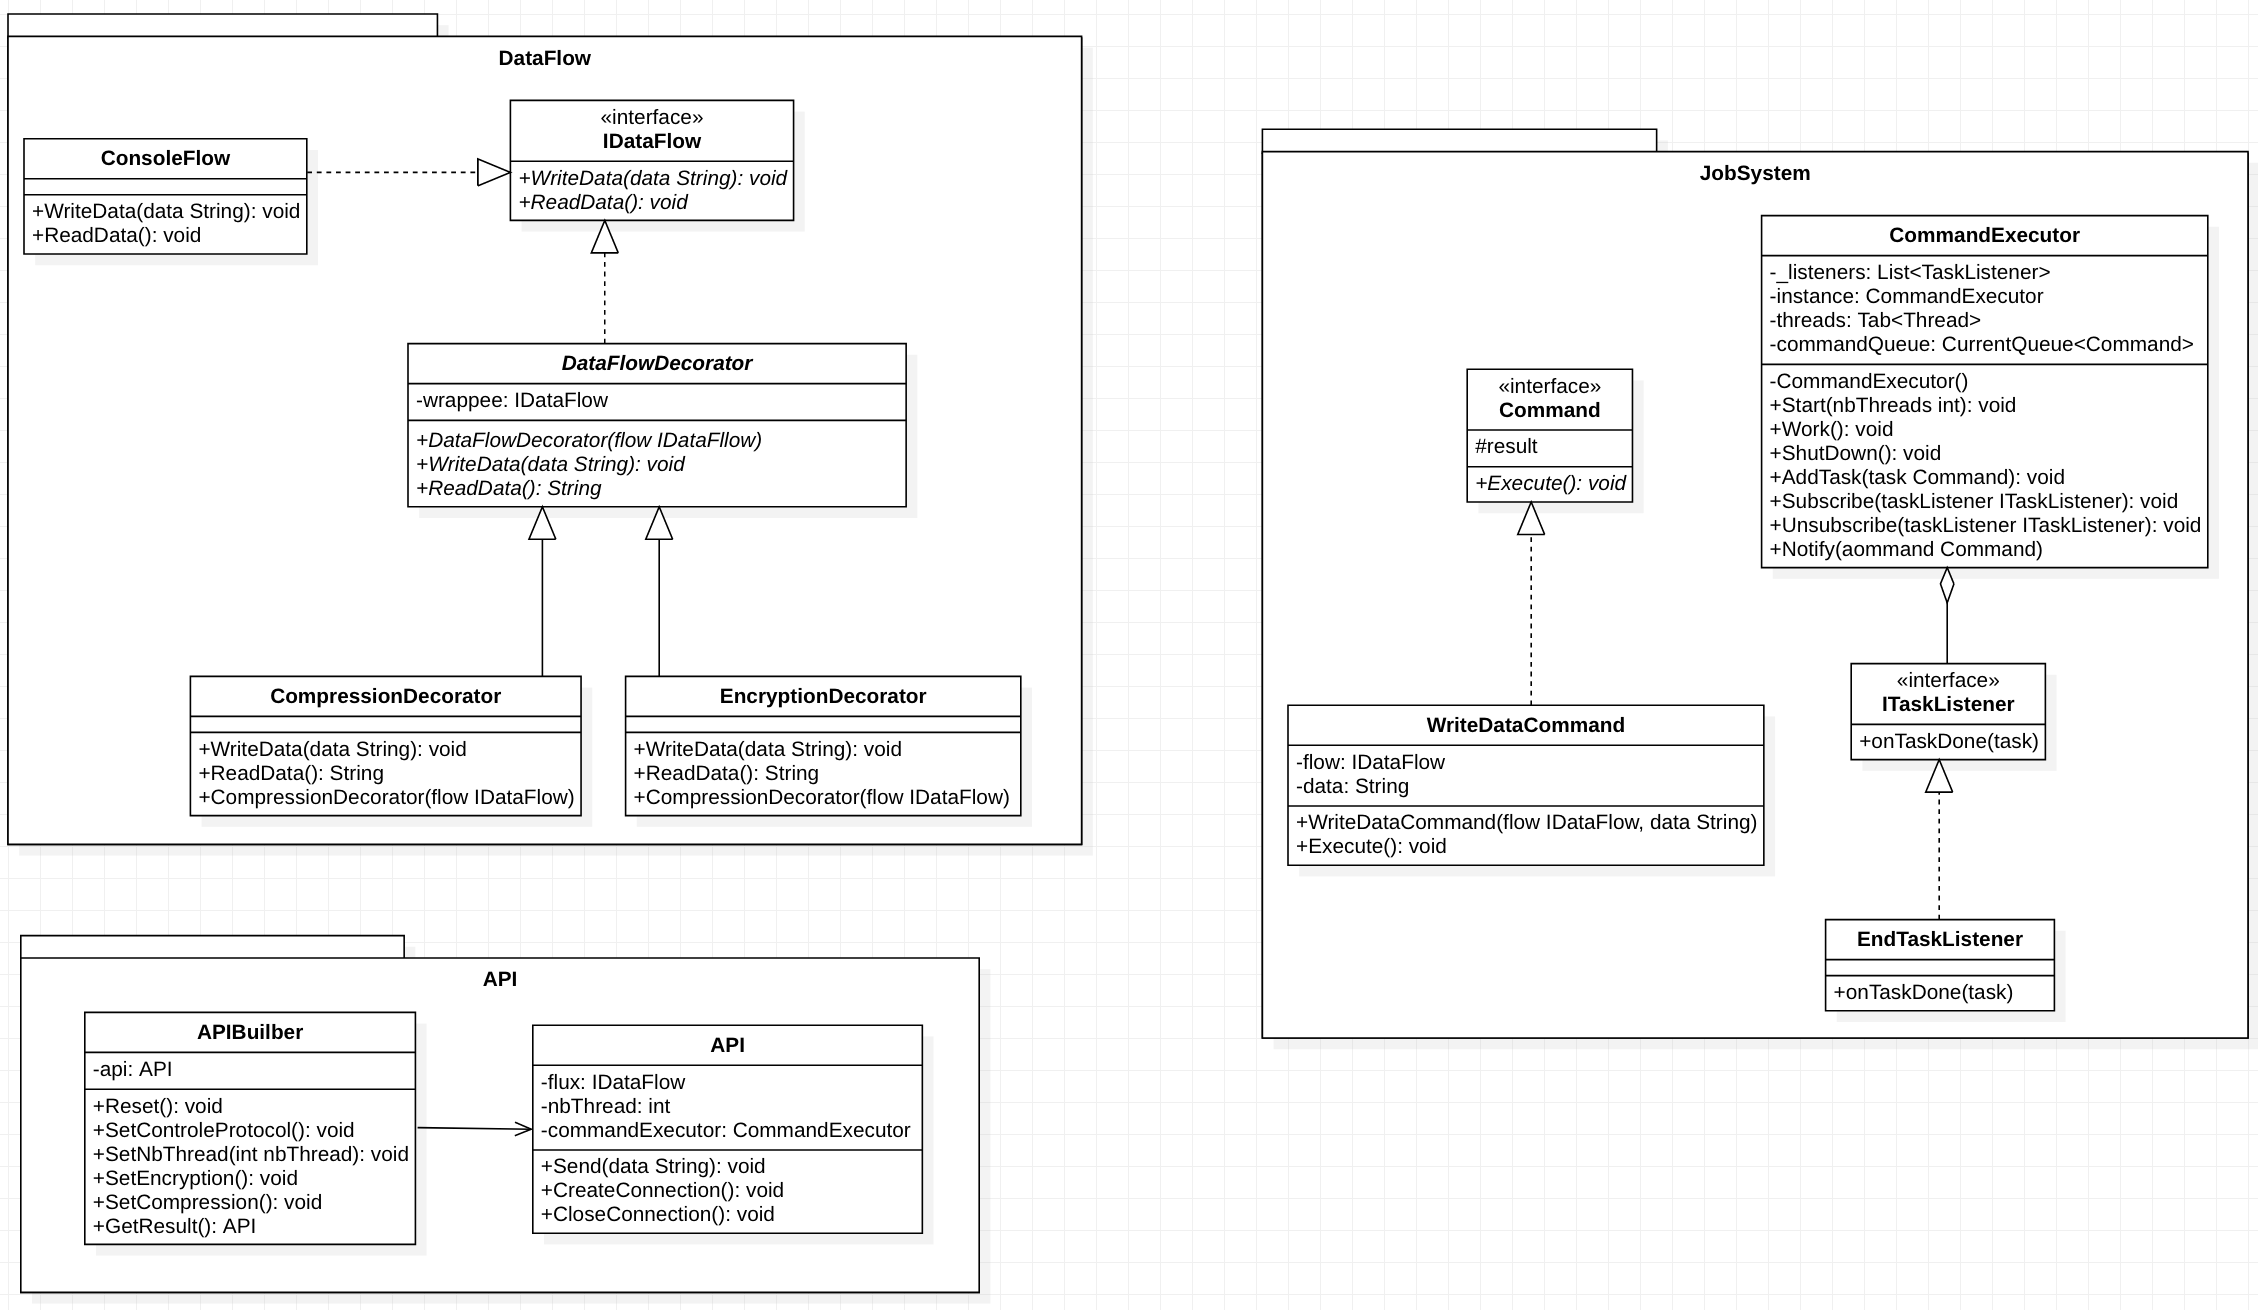 DataFlow
«interface»
IDataFlow
+WriteData(data String): void
+ReadData(): void
ConsoleFlow
+WriteData(data String): void
+ReadData(): void
DataFlowDecorator
-wrappee: IDataFlow
+DataFlowDecorator(flow IDataFllow)
+WriteData(data String): void
+ReadData(): String
CompressionDecorator
+WriteData(data String): void
+ReadData(): String
+CompressionDecorator(flow IDataFlow)
EncryptionDecorator
+WriteData(data String): void
+ReadData(): String
+CompressionDecorator(flow IDataFlow)
JobSystem
CommandExecutor
-_listeners: List<TaskListener>
-instance: CommandExecutor
-threads: Tab<Thread>
-commandQueue: CurrentQueue<Command>
-CommandExecutor()
+Start(nbThreads int): void
+Work(): void
+ShutDown(): void
+AddTask(task Command): void
+Subscribe(taskListener ITaskListener): void
+Unsubscribe(taskListener ITaskListener): void
+Notify(aommand Command)
«interface»
Command
#result
+Execute(): void
«interface»
ITaskListener
+onTaskDone(task)
WriteDataCommand
-flow: IDataFlow
-data: String
+WriteDataCommand(flow IDataFlow, data String)
+Execute(): void
EndTaskListener
+onTaskDone(task)
API
APIBuilber
-api: API
+Reset(): void
+SetControleProtocol(): void
+SetNbThread(int nbThread): void
+SetEncryption(): void
+SetCompression(): void
+GetResult(): API
API
-flux: IDataFlow
-nbThread: int
-commandExecutor: CommandExecutor
+Send(data String): void
+CreateConnection(): void
+CloseConnection(): void